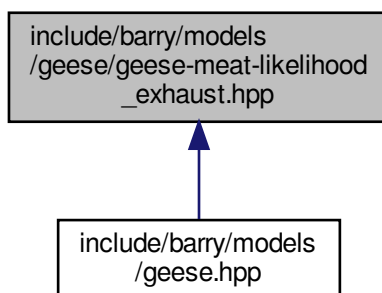 include/barry/models
/geese/geese-meat-likelihood
_exhaust.hpp
include/barry/models
/geese.hpp